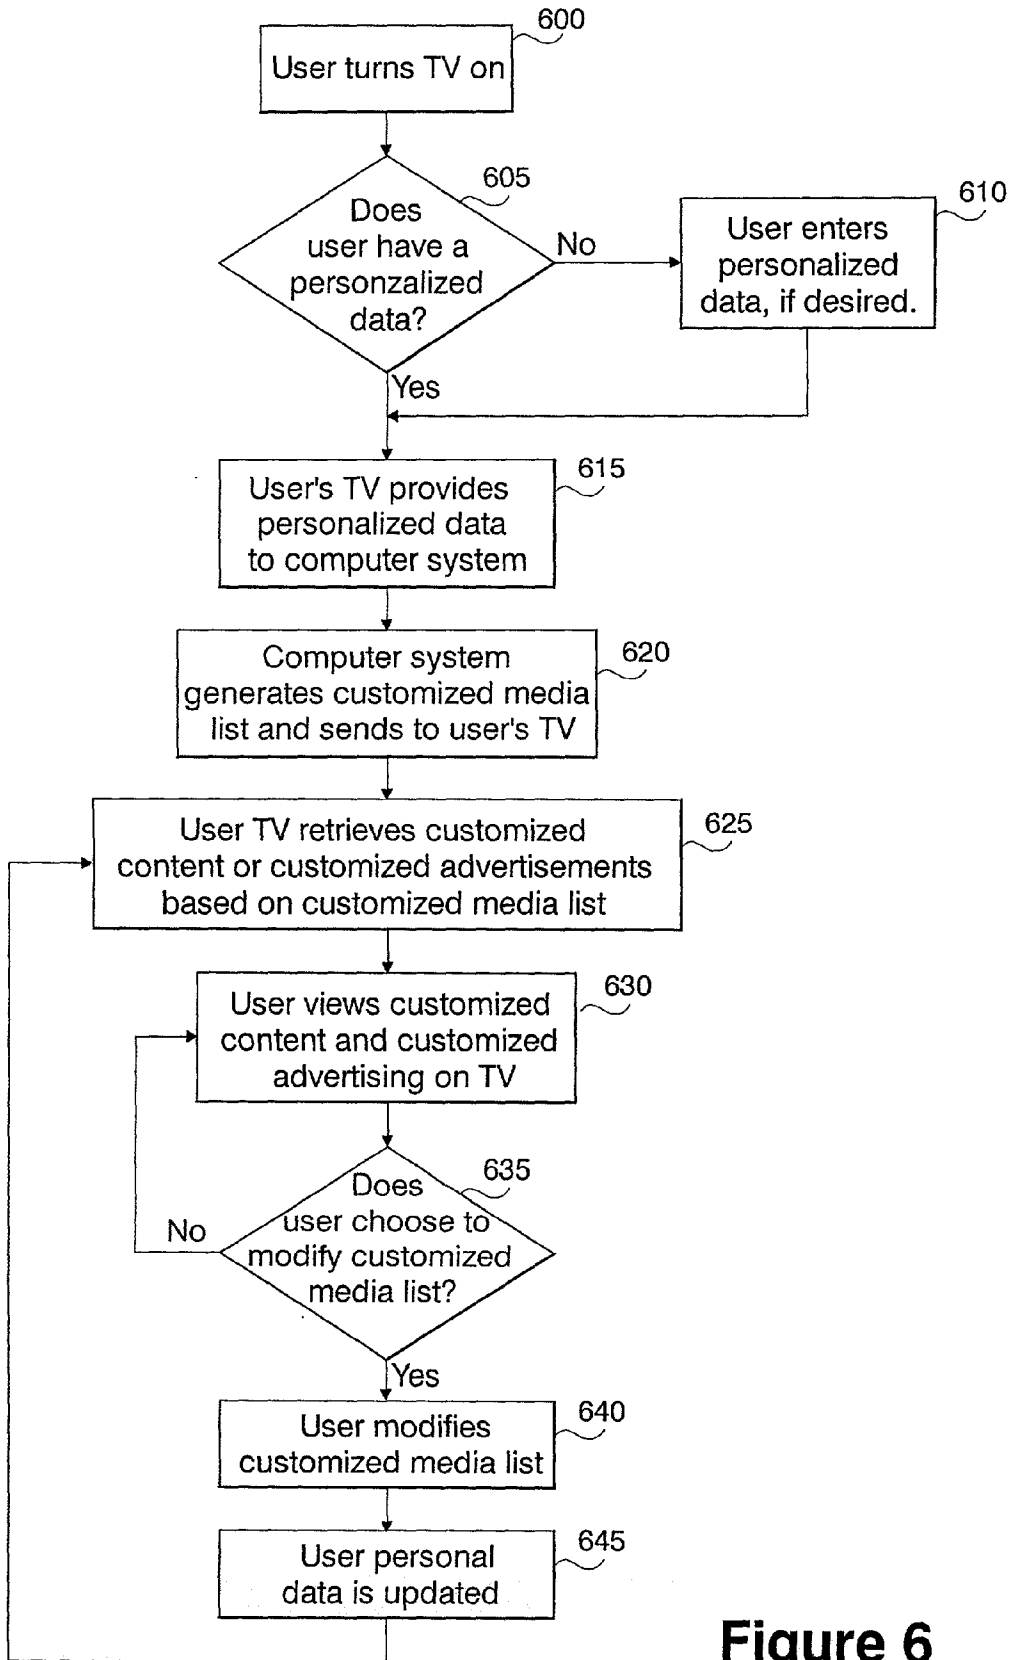 600
User turns TV on
605
Does
user have a
personzalized
data?
No
610
User enters
personalized
data, if desired.
Yes
615
User's TV provides
personalized data
to computer system
620
Computer system
generates customized media
list and sends to user's TV
625
User TV retrieves customized
content or customized advertisements
based on customized media list
630
User views customized
content and customized
advertising on TV
635
Does
user choose to
modify customized
media list?
No
Yes
640
User modifies
customized media list
645
User personal
data is updated
Figure 6